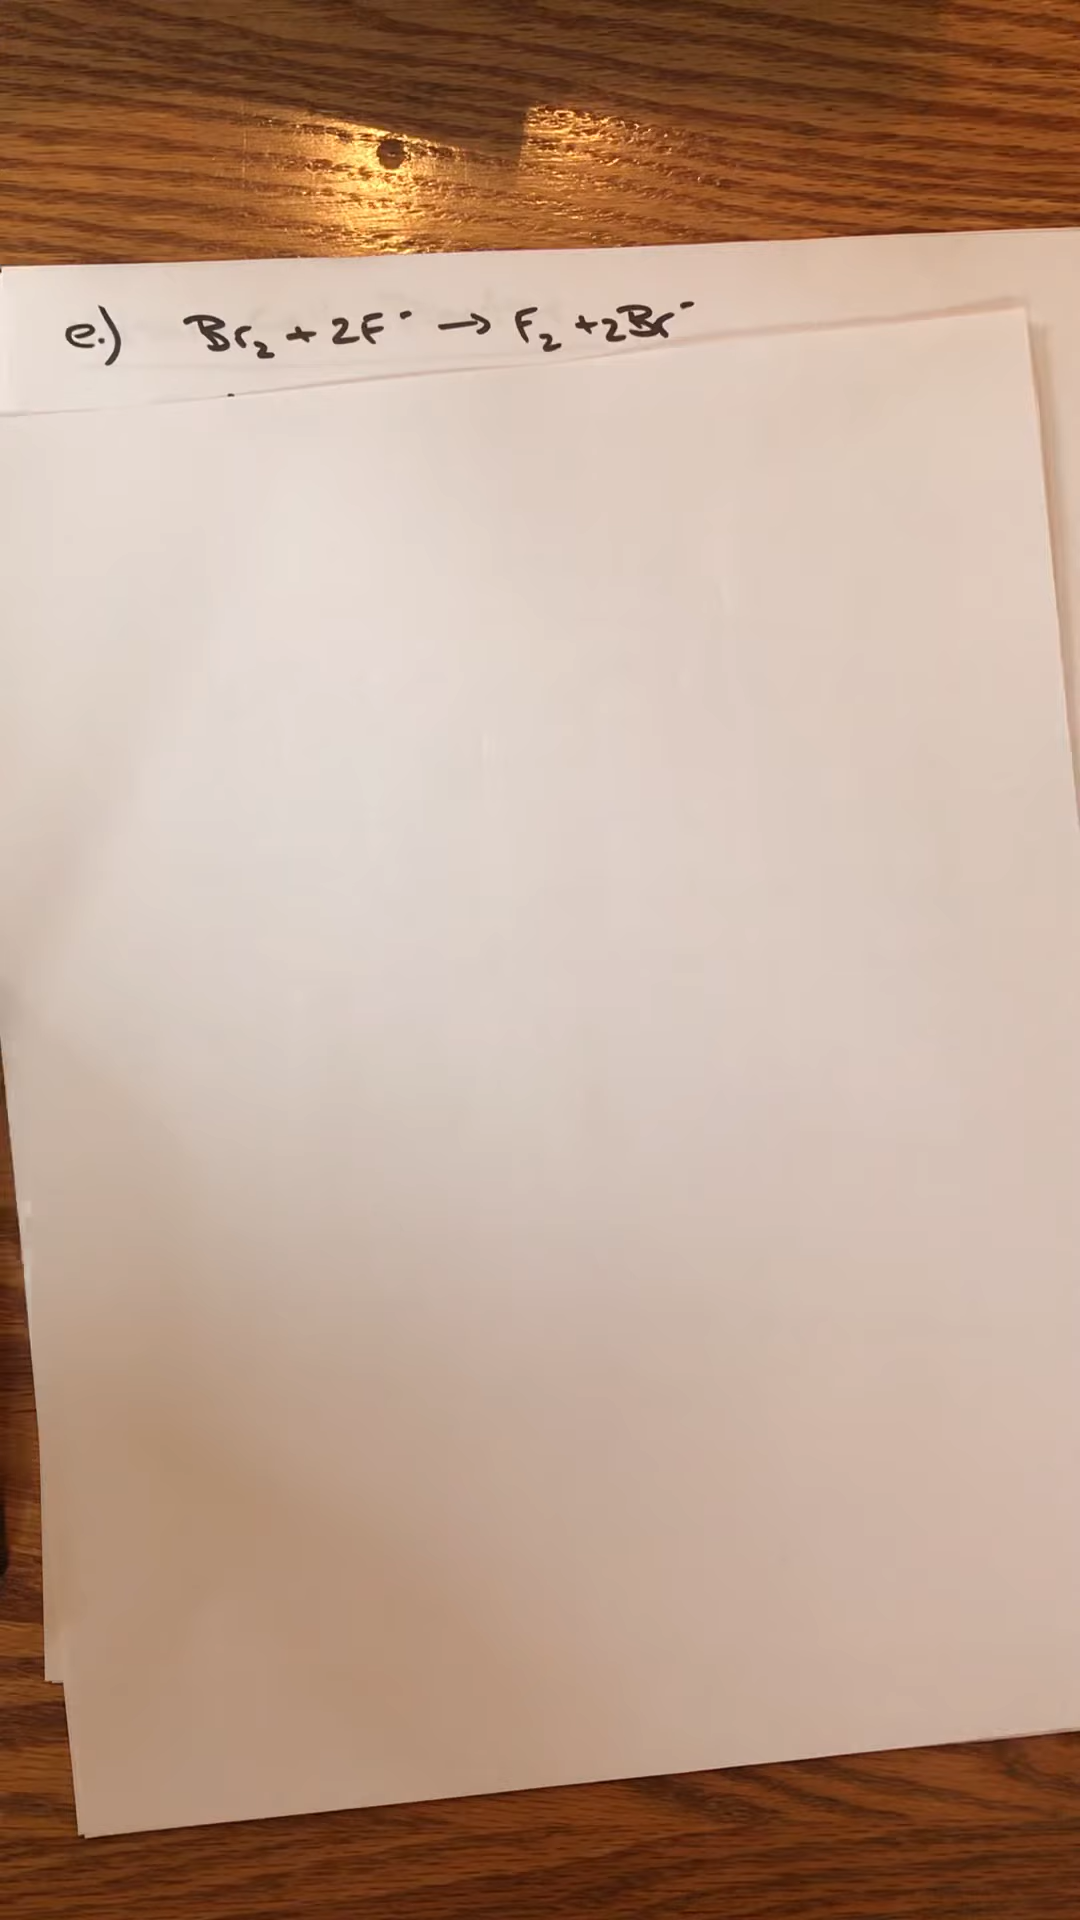 e.) Br₂ + 2F⁻ → F₂ + 2Br⁻